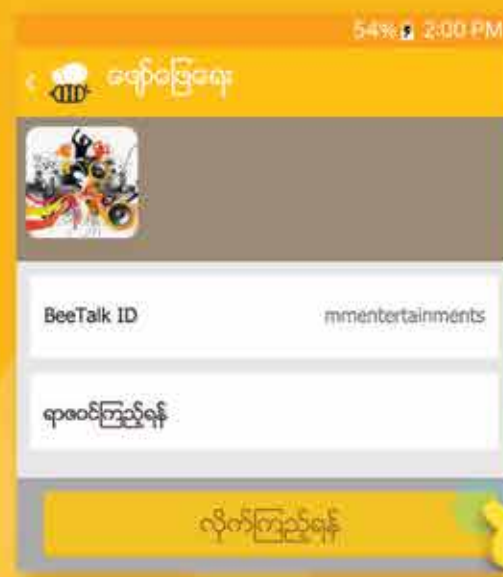 54% 2:00 PM
ဖျော်ဖြေရေး
BeeTalk ID mmentertainments
ရာဇဝင်ကြည့်ရန်
လိုက်ကြည့်ရန်